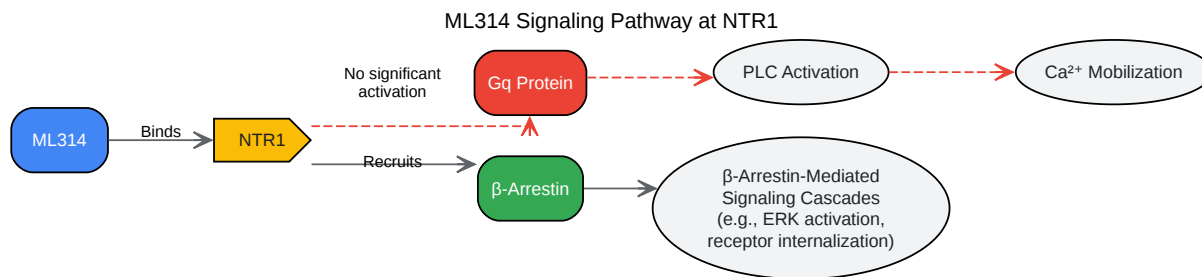 ML314 Signaling Pathway at NTR1
No significant
activation
Gq Protein
PLC Activation
Ca²⁺ Mobilization
ML314
Binds
NTR1
Recruits
β-Arrestin
β-Arrestin-Mediated
Signaling Cascades
(e.g., ERK activation,
receptor internalization)